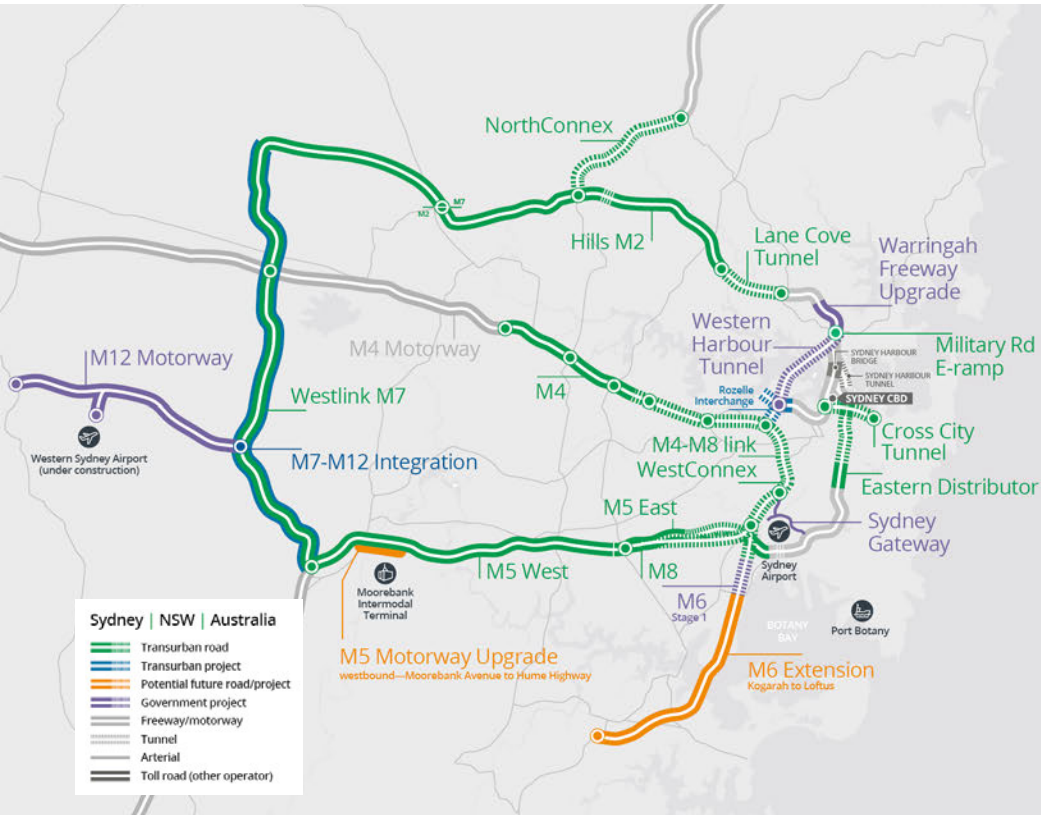 NorthConnex
M7
M2
Hills M2
Lane Cove
Tunnel
Warringah
Freeway
Upgrade
Western
Harbour
Tunnel
Military Rd
E-ramp
SYDNEY HARBOUR
BRIDGE
SYDNEY HARBOUR
TUNNEL
SYDNEY CBD
M4 Motorway
M12 Motorway
Westlink M7
M4
Rozelle
Interchange
Cross City
Tunnel
M4-M8 link
WestConnex
Western Sydney Airport
(under construction)
M7-M12 Integration
Eastern Distributor
M5 East
Sydney
Gateway
M5 West
M8
Sydney
Airport
Moorebank
Intermodal
Terminal
M6
Stage 1
BOTANY
BAY
Port Botany
M5 Motorway Upgrade
westbound—Moorebank Avenue to Hume Highway
M6 Extension
Kogarah to Loftus
Sydney | NSW | Australia
Transurban road
Transurban project
Potential future road/project
Government project
Freeway/motorway
Tunnel
Arterial
Toll road (other operator)